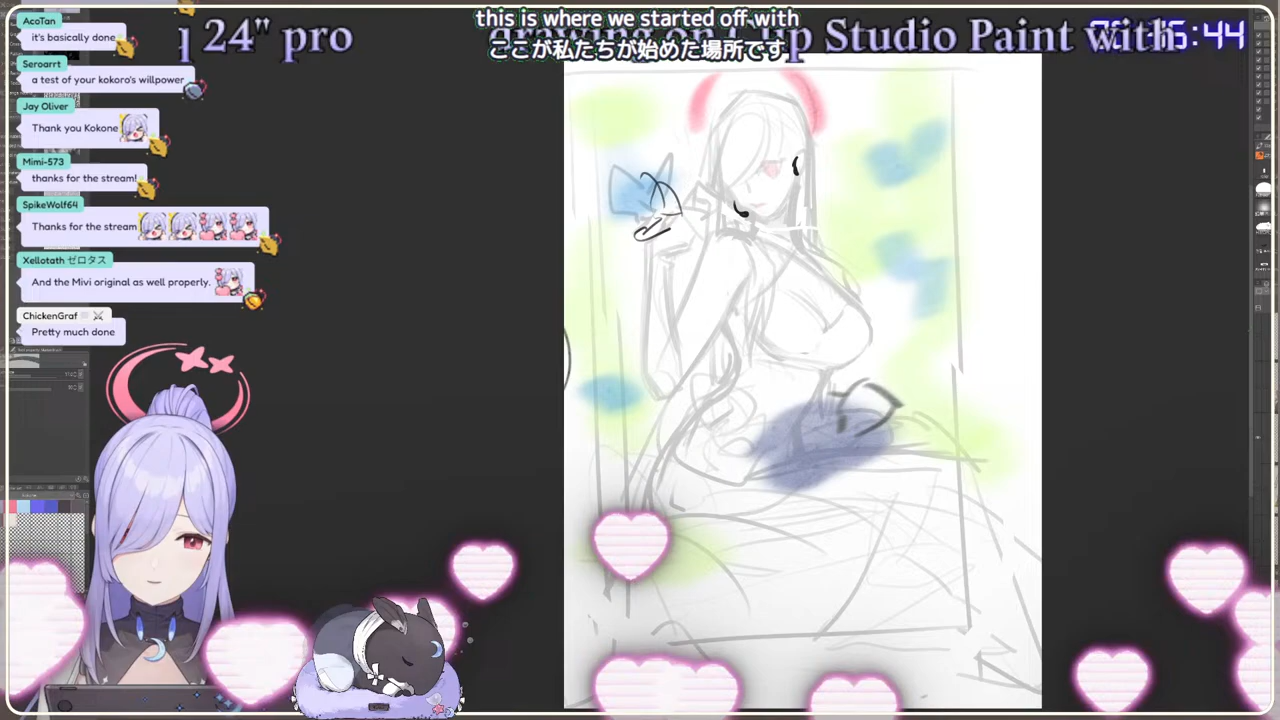 this is where we started off with
ここが私たちが始めた場所です
24" pro
Studio Paint with
:44
AcoTan
it's basically done
Seroarrt
a test of your kokoro's willpower
Jay Oliver
Thank you Kokone
Mimi-573
thanks for the stream!
SpikeWolf64
Thanks for the stream
Xellotath ゼロタス
And the Mivi original as well properly.
ChickenGraf
Pretty much done